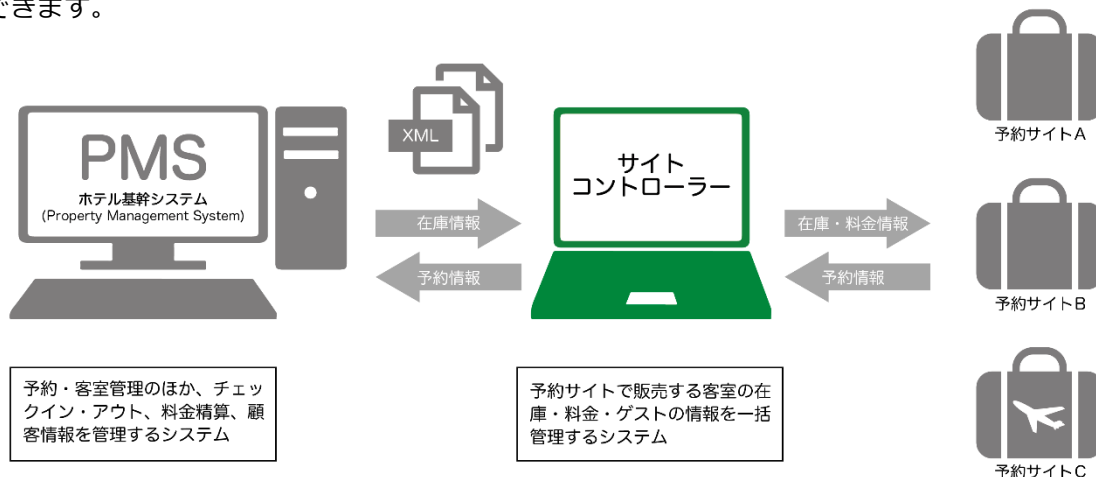 できます。
PMS
ホテル基幹システム
(Property Management System)
XML
在庫情報
予約情報
サイト
コントローラー
在庫・料金情報
予約情報
予約サイトA
予約サイトB
予約サイトC
予約・客室管理のほか、チェッ
クイン・アウト、料金精算、顧
客情報を管理するシステム
予約サイトで販売する客室の在
庫・料金・ゲストの情報を一括
管理するシステム